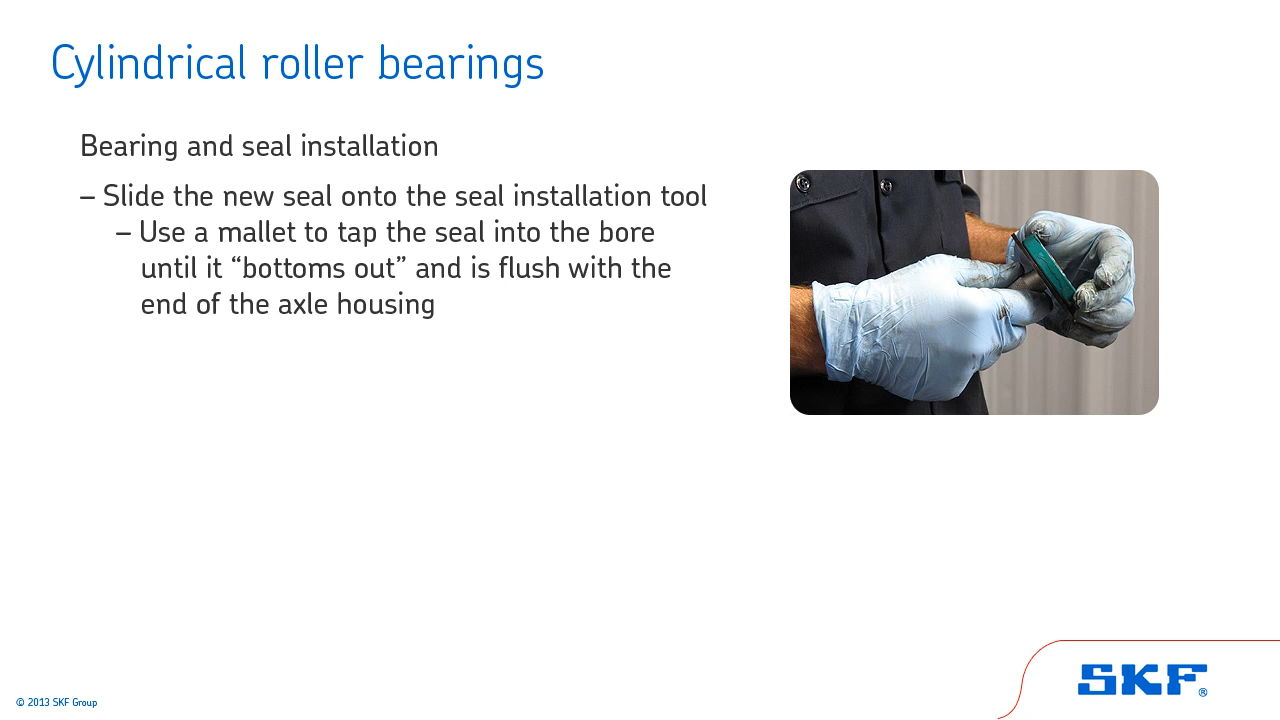 Cylindrical roller bearings
Bearing and seal installation
– Slide the new seal onto the seal installation tool
– Use a mallet to tap the seal into the bore
until it “bottoms out” and is flush with the
end of the axle housing
© 2013 SKF Group
SKF®